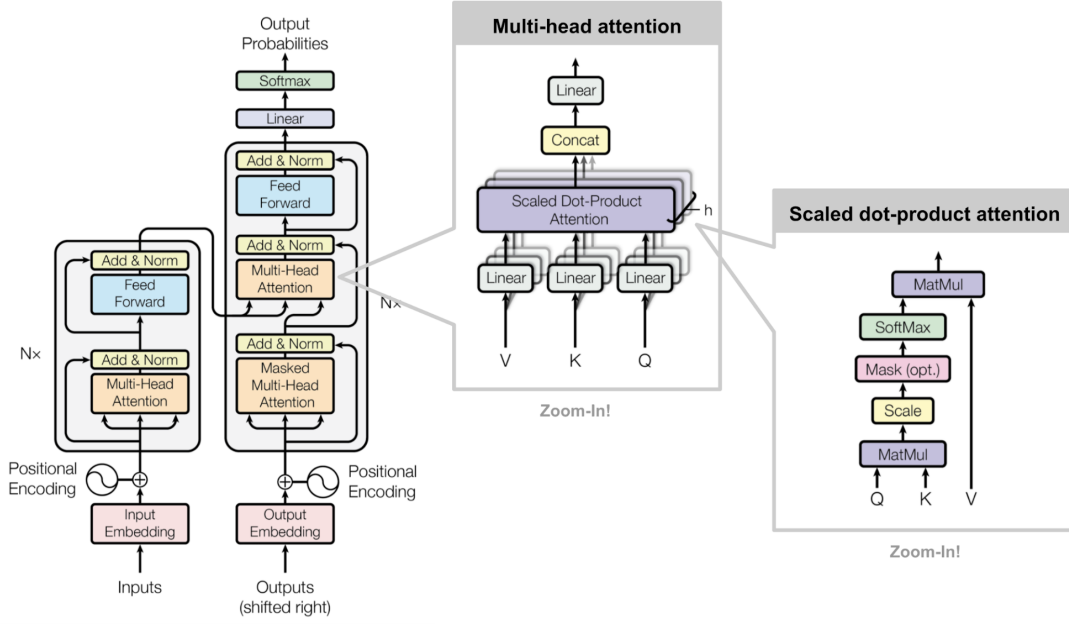 Output
Probabilities
Softmax
Linear
Add & Norm
Feed
Forward
Add & Norm
Multi-Head
Attention
Nx
Add & Norm
Masked
Multi-Head
Attention
Positional
Encoding
Output
Embedding
Outputs
(shifted right)
Add & Norm
Feed
Forward
Nx
Add & Norm
Multi-Head
Attention
Positional
Encoding
Input
Embedding
Inputs
Multi-head attention
Linear
Concat
Scaled Dot-Product
Attention
h
Linear
Linear
Linear
V
K
Q
Zoom-In!
Scaled dot-product attention
MatMul
SoftMax
Mask (opt.)
Scale
MatMul
Q
K
V
Zoom-In!